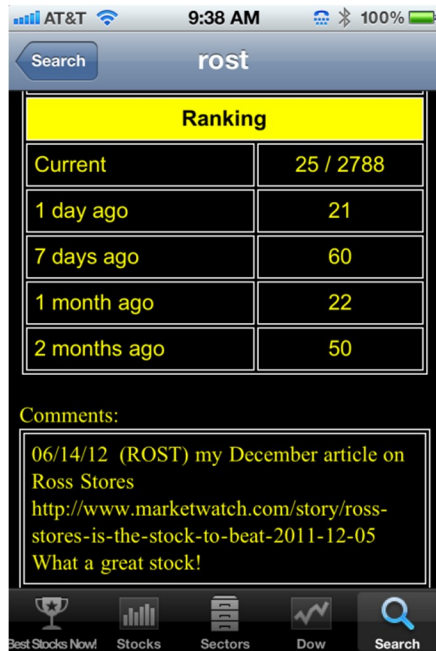 AT&T 9:38 AM 100%
Search rost
Ranking
Current 25 / 2788
1 day ago 21
7 days ago 60
1 month ago 22
2 months ago 50
Comments:
06/14/12 (ROST) my December article on
Ross Stores
http://www.marketwatch.com/story/ross-
stores-is-the-stock-to-beat-2011-12-05
What a great stock!
Best Stocks Now! Stocks Sectors Dow Search